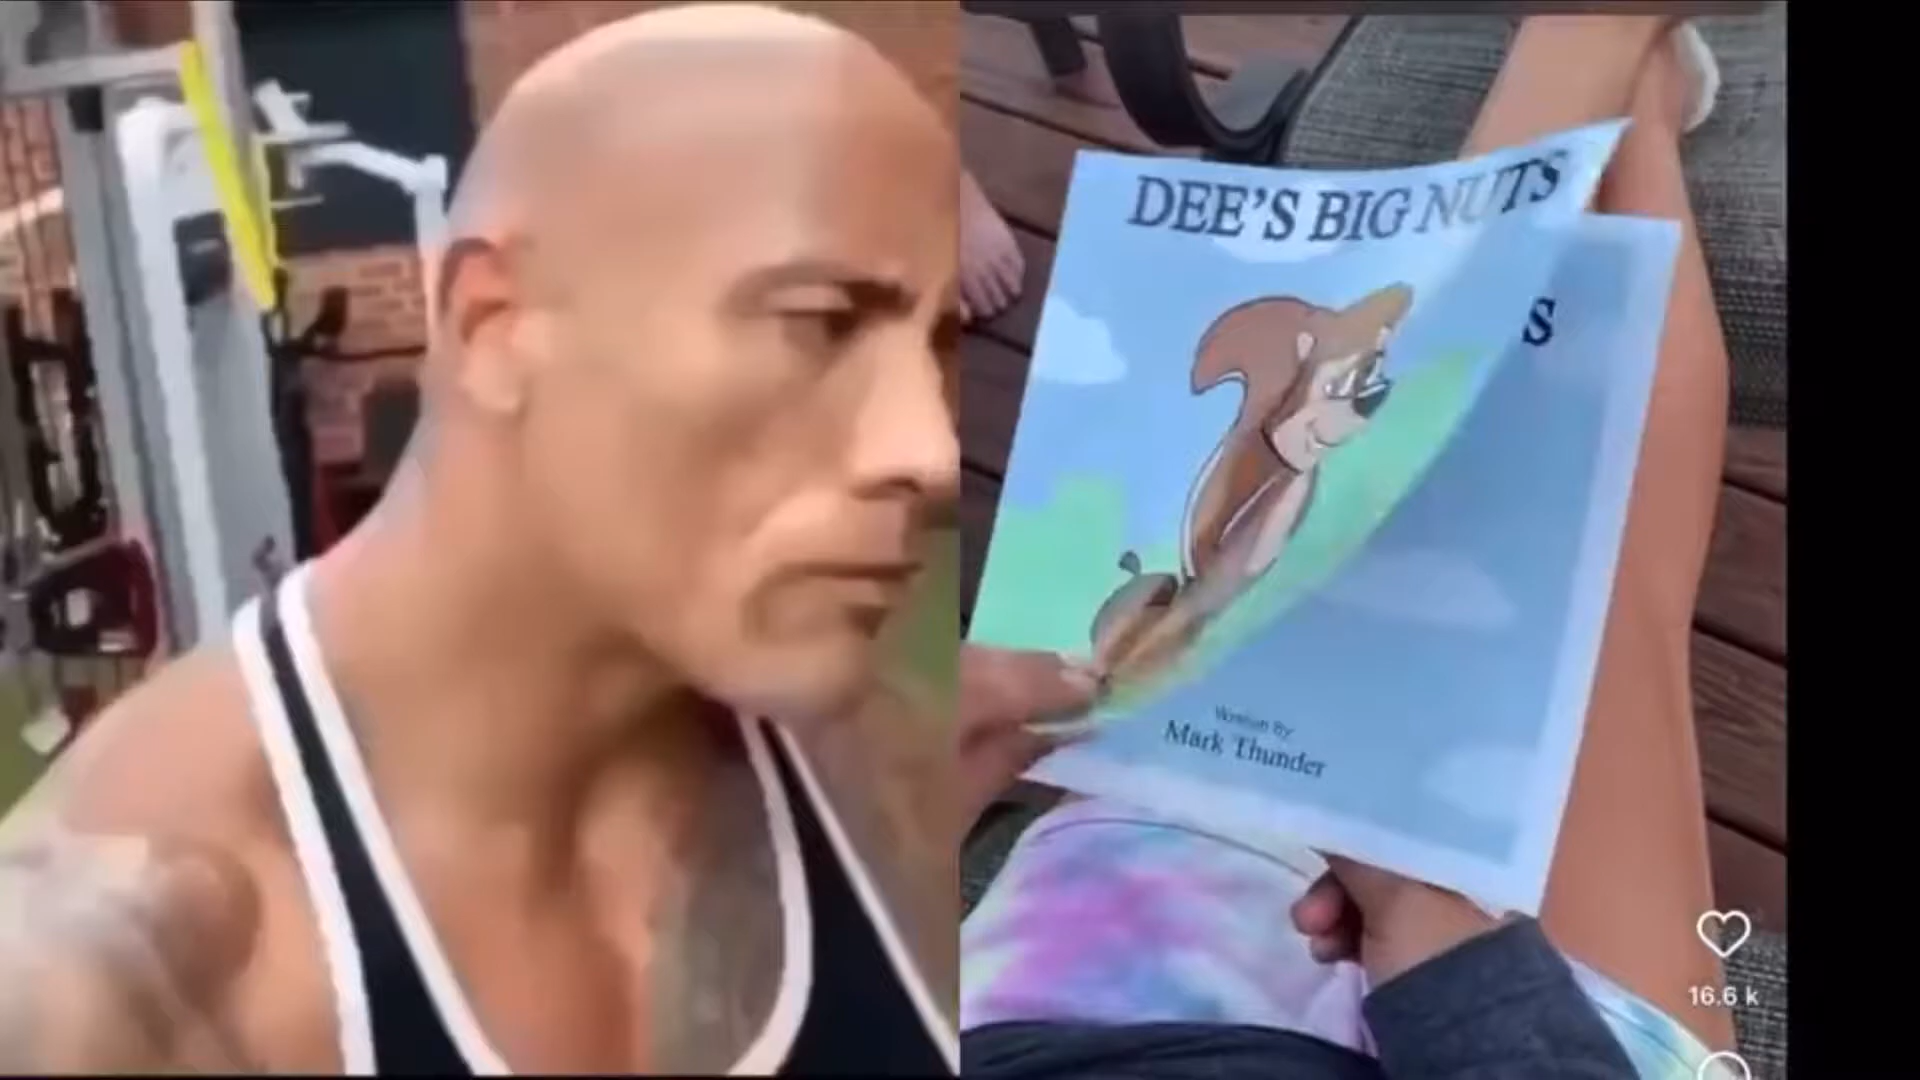 DEE'S BIG NUTS
S
Written By
Mark Thunder
16.6 k